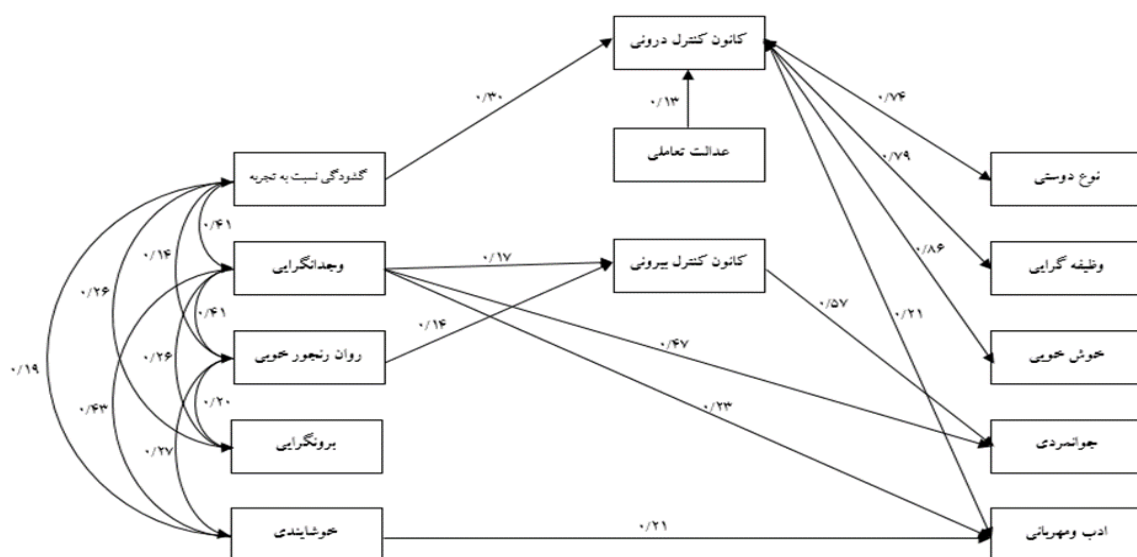 کانون کنترل درونی
۰/۳۰
۰/۱۳
۰/۷۴
عدالت تعاملی
گشودگی نسبت به تجربه
۰/۷۹
نوع دوستی
۰/۴۱
۰/۱۴
وجدانگرایی
۰/۱۷
کانون کنترل بیرونی
۰/۸۶
وظیفه گرایی
۰/۲۶
۰/۴۱
۰/۵۷
۰/۲۱
۰/۱۴
روان رنجور خویی
۰/۲۶
۰/۴۷
خوش خویی
۰/۱۹
۰/۲۰
۰/۴۳
۰/۲۳
برونگرایی
جوانمردی
۰/۲۷
خوشایندی
۰/۲۱
ادب ومهربانی